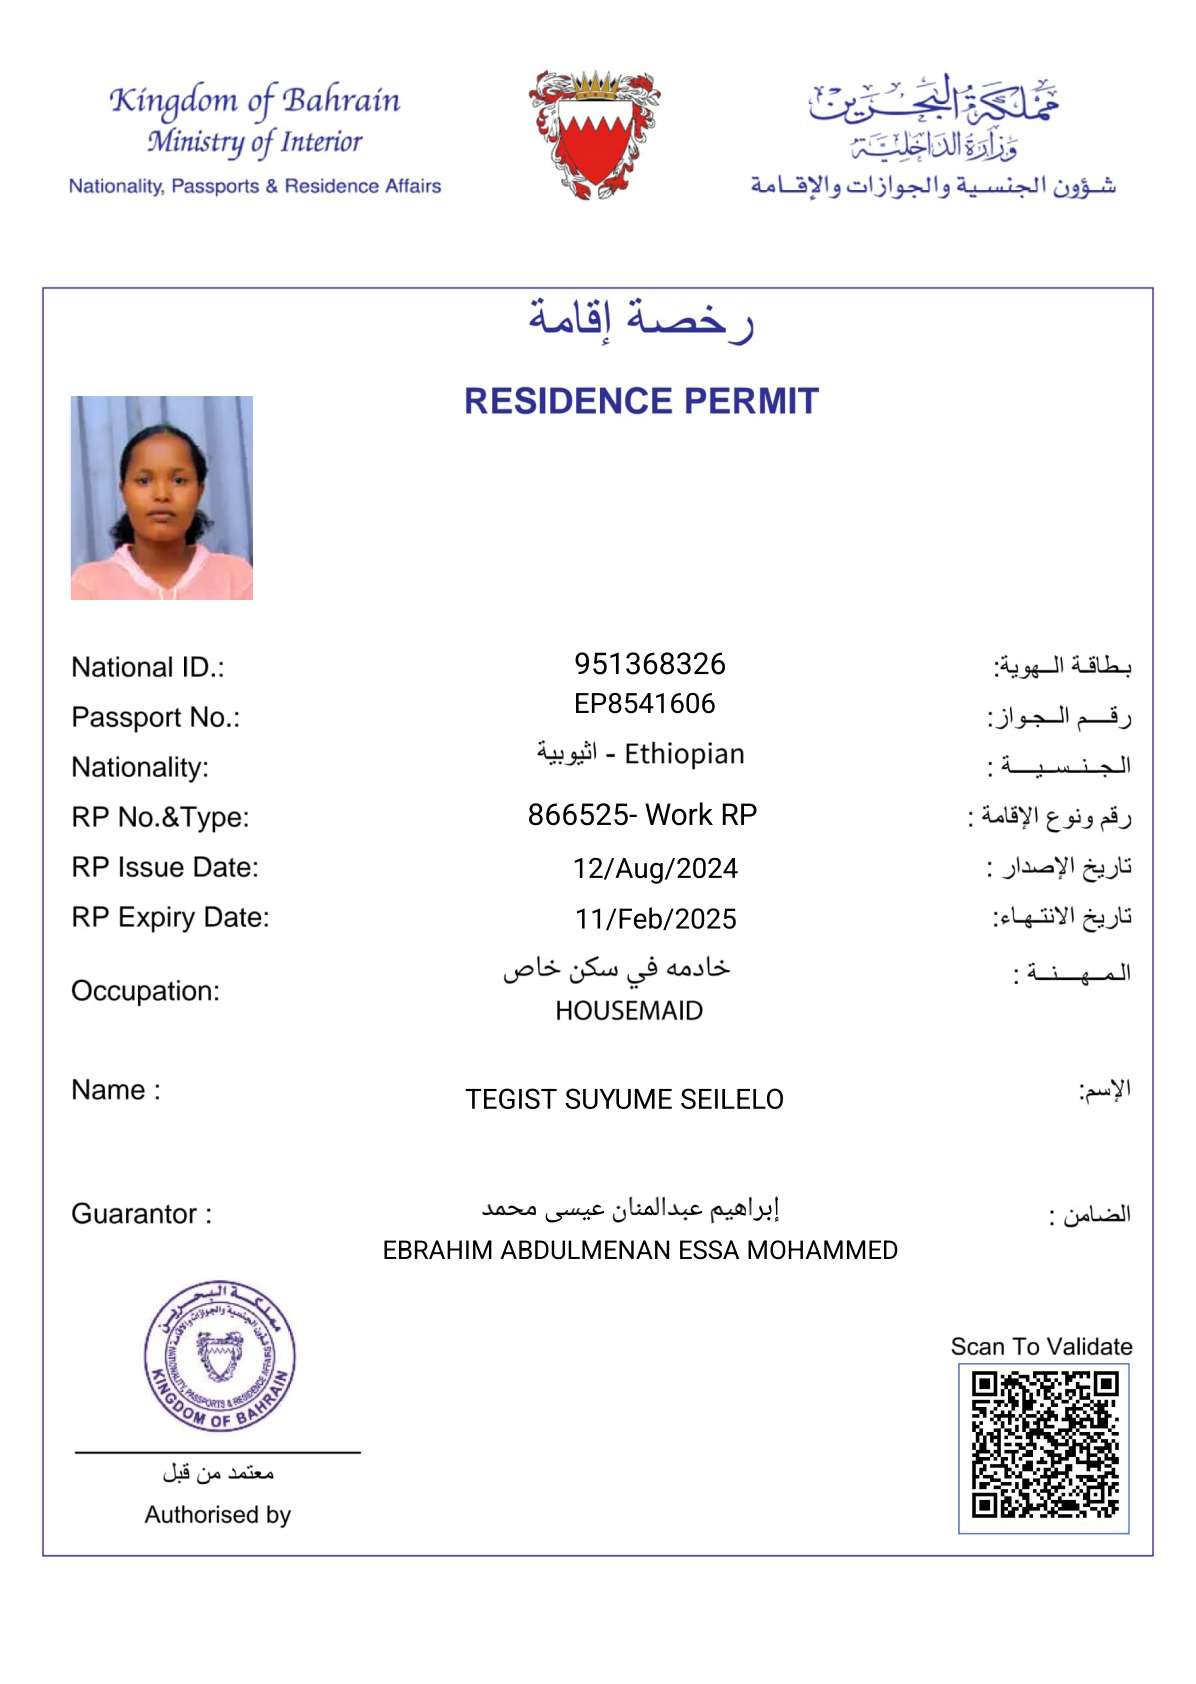 Kingdom of Bahrain
Ministry of Interior
Nationality, Passports & Residence Affairs
مملكة البحرين
وزارة الداخلية
شؤون الجنسية والجوازات والإقامة
رخصة إقامة
RESIDENCE PERMIT
National ID.: 951368326 بطاقة الهوية:
Passport No.: EP8541606 رقم الجواز:
Nationality: اثيوبية - Ethiopian الجنسية :
RP No.&Type: 866525- Work RP رقم ونوع الإقامة :
RP Issue Date: 12/Aug/2024 تاريخ الإصدار :
RP Expiry Date: 11/Feb/2025 تاريخ الانتهاء:
Occupation: خادمه في سكن خاص المهنة :
HOUSEMAID
Name : TEGIST SUYUME SEILELO الإسم:
Guarantor : إبراهيم عبدالمنان عيسى محمد الضامن :
EBRAHIM ABDULMENAN ESSA MOHAMMED
مملكة البحرين
شؤون الجنسية والجوازات والإقامة
NATIONALITY, PASSPORTS & RESIDENCE AFFAIRS
KINGDOM OF BAHRAIN
Scan To Validate
معتمد من قبل
Authorised by